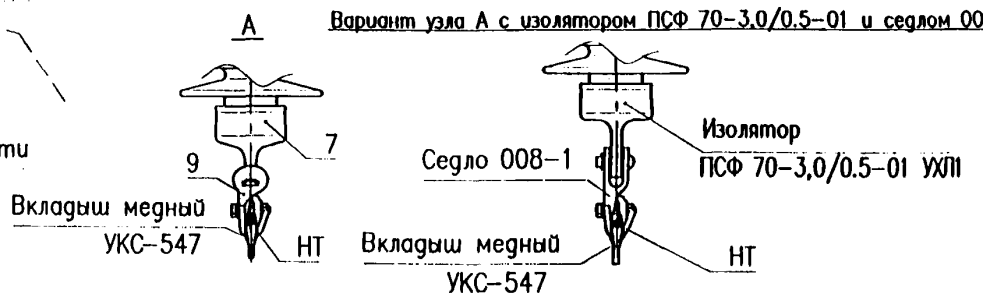 А
Вариант узла А с изолятором ПСФ 70-3,0/0.5-01 и седлом 00
ти
7
9
Вкладыш медный
УКС-547
НТ
Седло 008-1
Изолятор
ПСФ 70-3,0/0.5-01 УХЛ1
Вкладыш медный
УКС-547
НТ